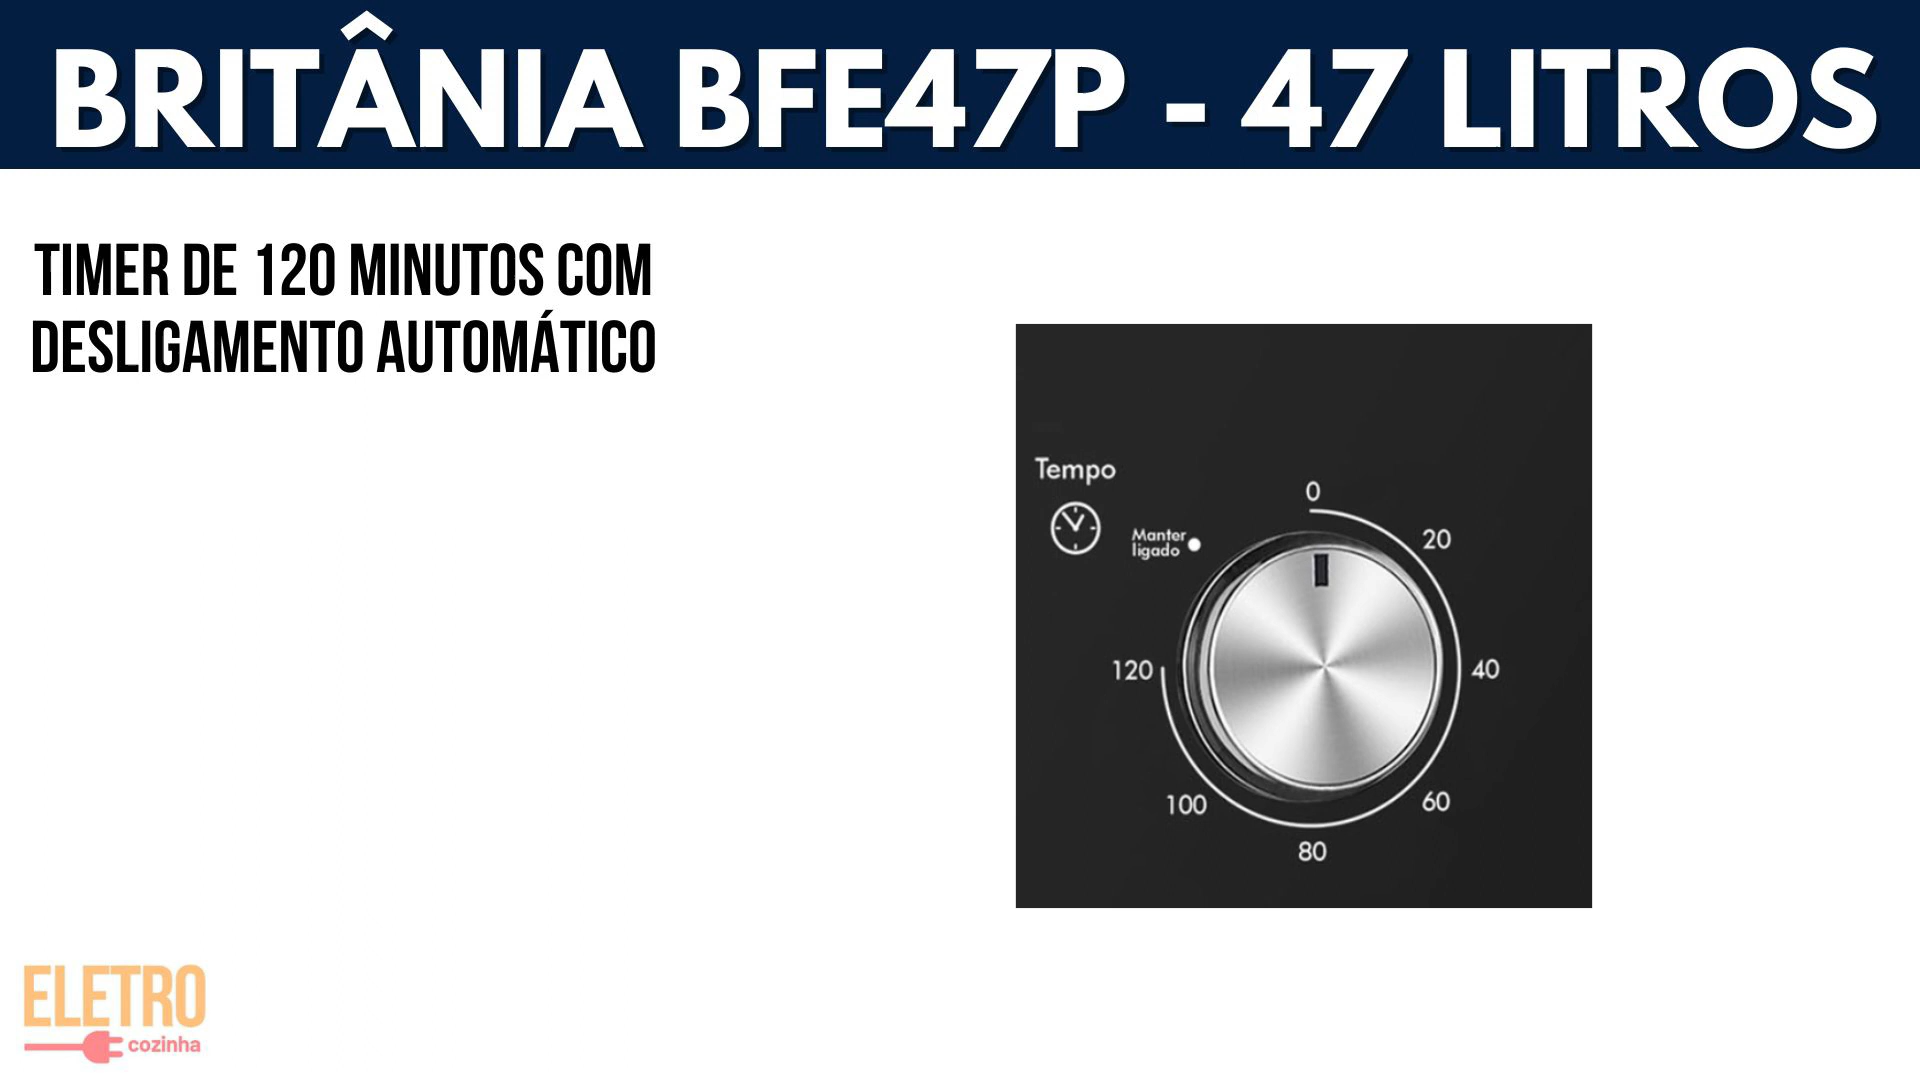 BRITÂNIA BFE47P - 47 LITROS
TIMER DE 120 MINUTOS COM
DESLIGAMENTO AUTOMÁTICO
Tempo
Manter
ligado
0
20
40
60
80
100
120
ELETRO
cozinha